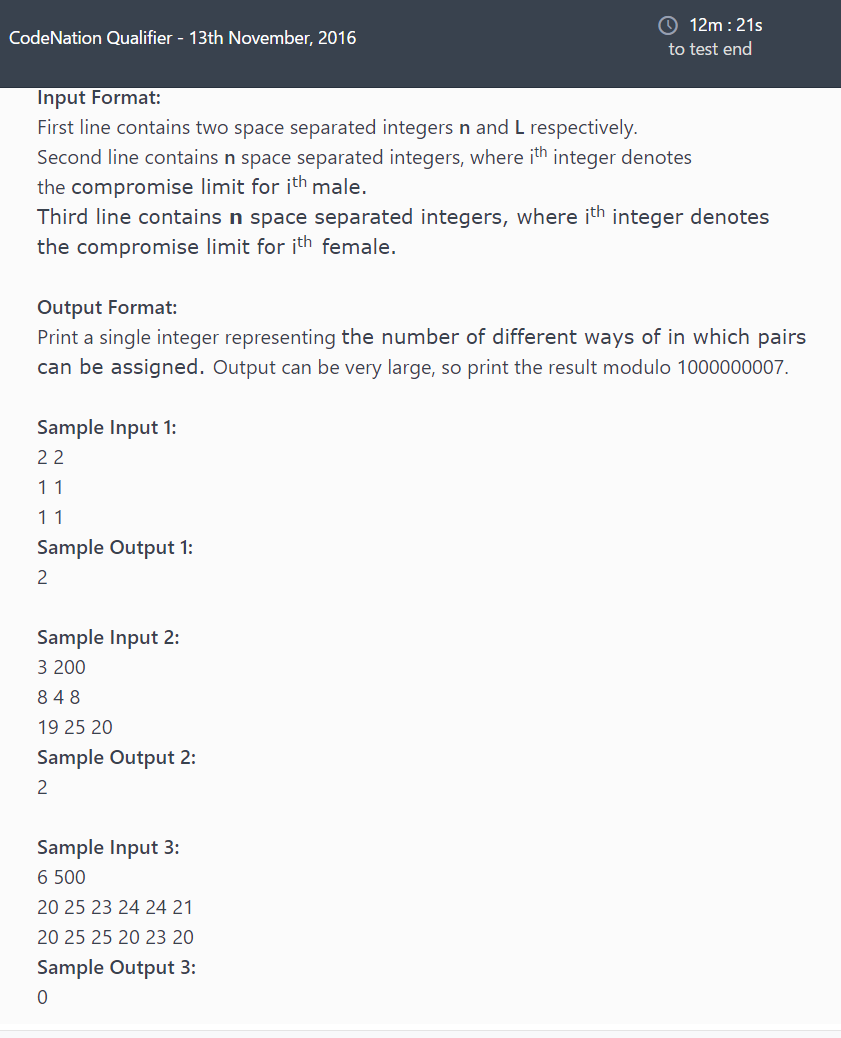 CodeNation Qualifier - 13th November, 2016
12m : 21s
to test end
Input Format:
First line contains two space separated integers n and L respectively.
Second line contains n space separated integers, where ith integer denotes
the compromise limit for ith male.
Third line contains n space separated integers, where ith integer denotes
the compromise limit for ith female.
Output Format:
Print a single integer representing the number of different ways of in which pairs
can be assigned. Output can be very large, so print the result modulo 1000000007.
Sample Input 1:
2 2
1 1
1 1
Sample Output 1:
2
Sample Input 2:
3 200
8 4 8
19 25 20
Sample Output 2:
2
Sample Input 3:
6 500
20 25 23 24 24 21
20 25 25 20 23 20
Sample Output 3:
0